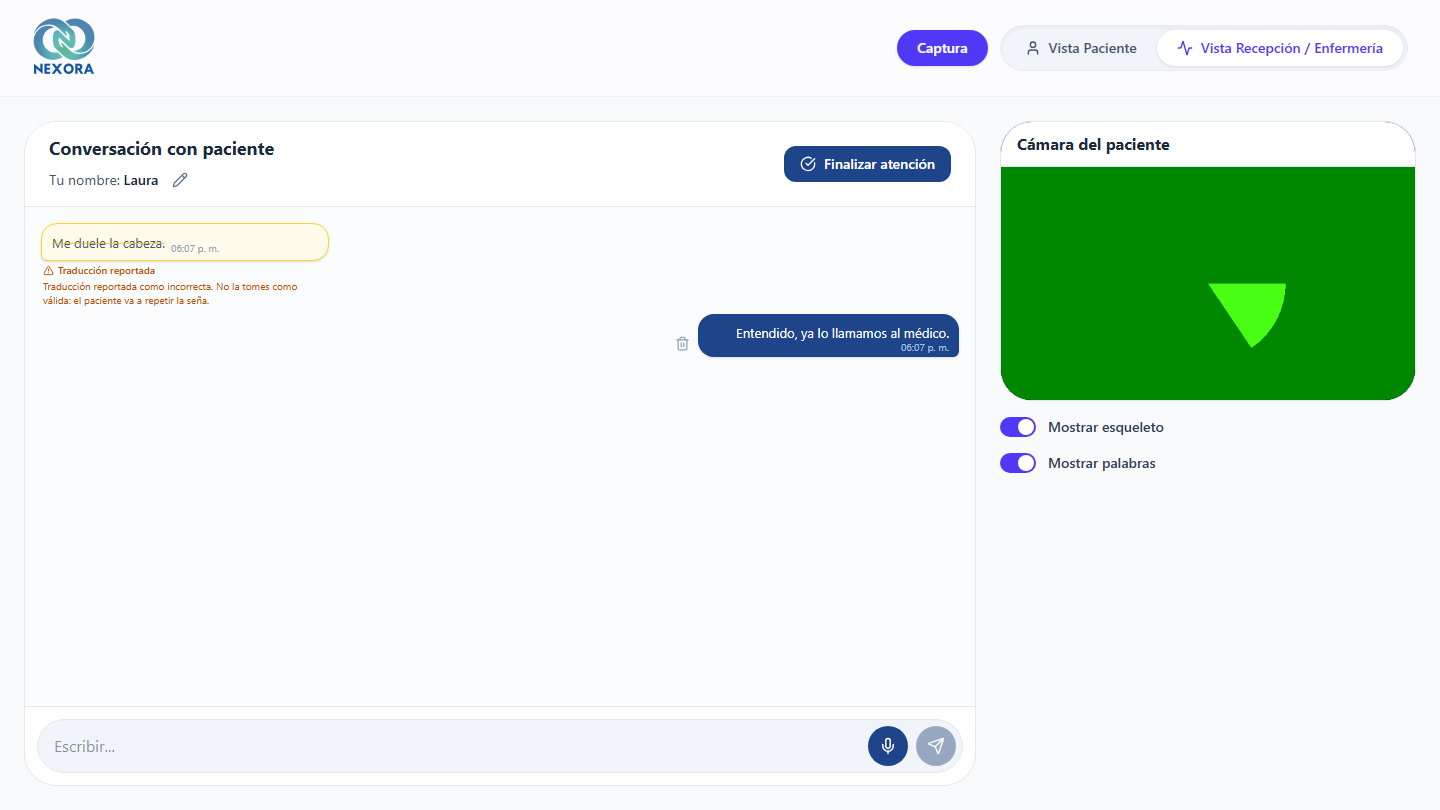 NEXORA
Captura
Vista Paciente
Vista Recepción / Enfermería
Conversación con paciente
Tu nombre: Laura
Finalizar atención
Me duele la cabeza. 06:07 p. m.
Traducción reportada
Traducción reportada como incorrecta. No la tomes como
válida: el paciente va a repetir la seña.
Entendido, ya lo llamamos al médico.
06:07 p. m.
Escribir...
Cámara del paciente
Mostrar esqueleto
Mostrar palabras